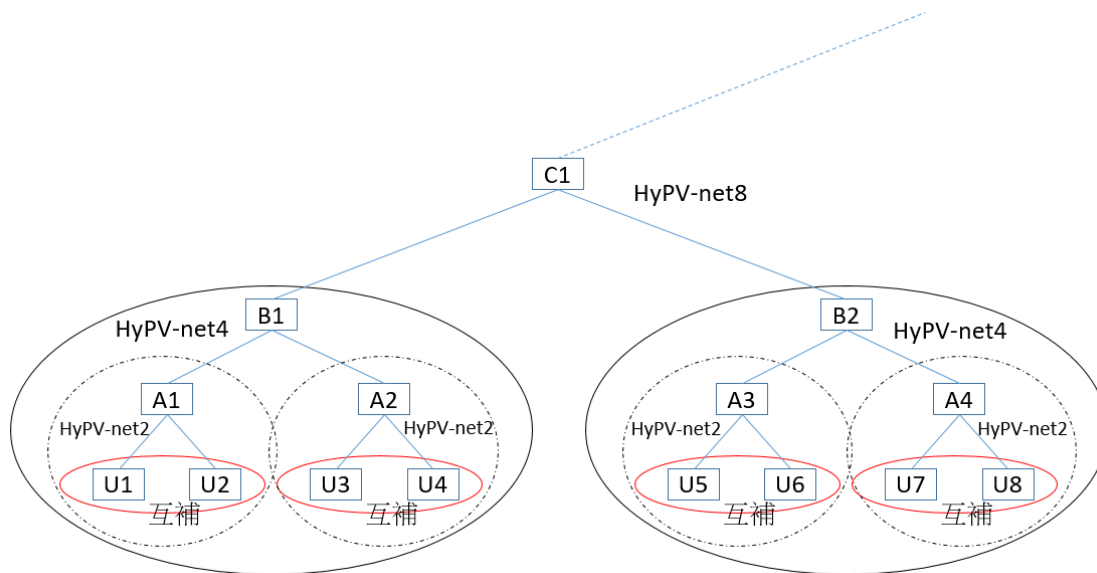 C1
HyPV-net8
B1
B2
HyPV-net4
HyPV-net4
A1
A2
A3
A4
HyPV-net2
HyPV-net2
HyPV-net2
HyPV-net2
U1
U2
U3
U4
U5
U6
U7
U8
互補
互補
互補
互補